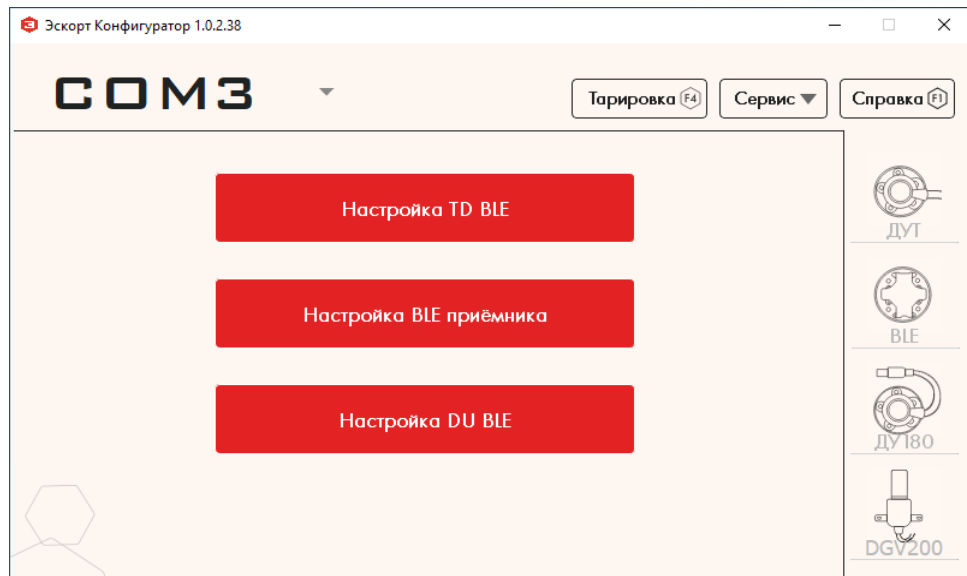 Эскорт Конфигуратор 1.0.2.38
COM3
Тарировка F4
Сервис
Справка F1
Настройка TD BLE
Настройка BLE приёмника
Настройка DU BLE
ДУТ
BLE
ДУ180
DGV200